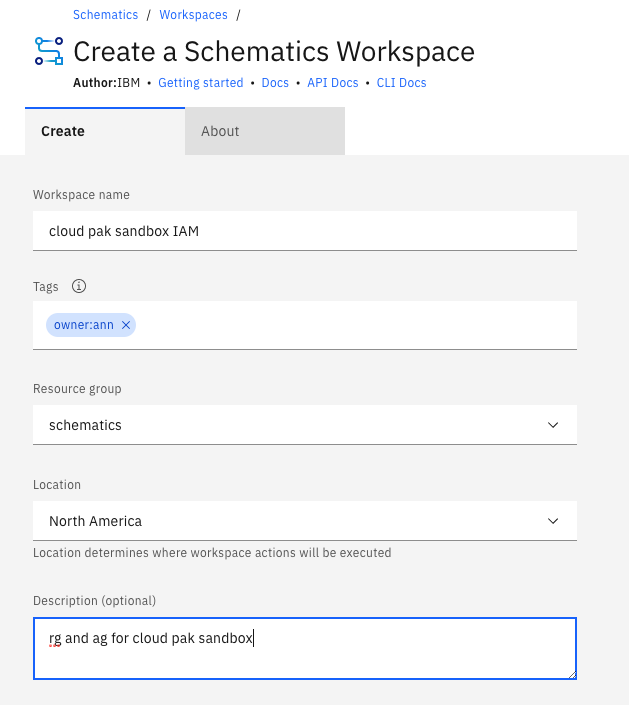 Schematics / Workspaces /
Create a Schematics Workspace
Author:IBM • Getting started • Docs • API Docs • CLI Docs
Create About
Workspace name
cloud pak sandbox IAM
Tags
owner:ann
Resource group
schematics
Location
North America
Location determines where workspace actions will be executed
Description (optional)
rg and ag for cloud pak sandbox